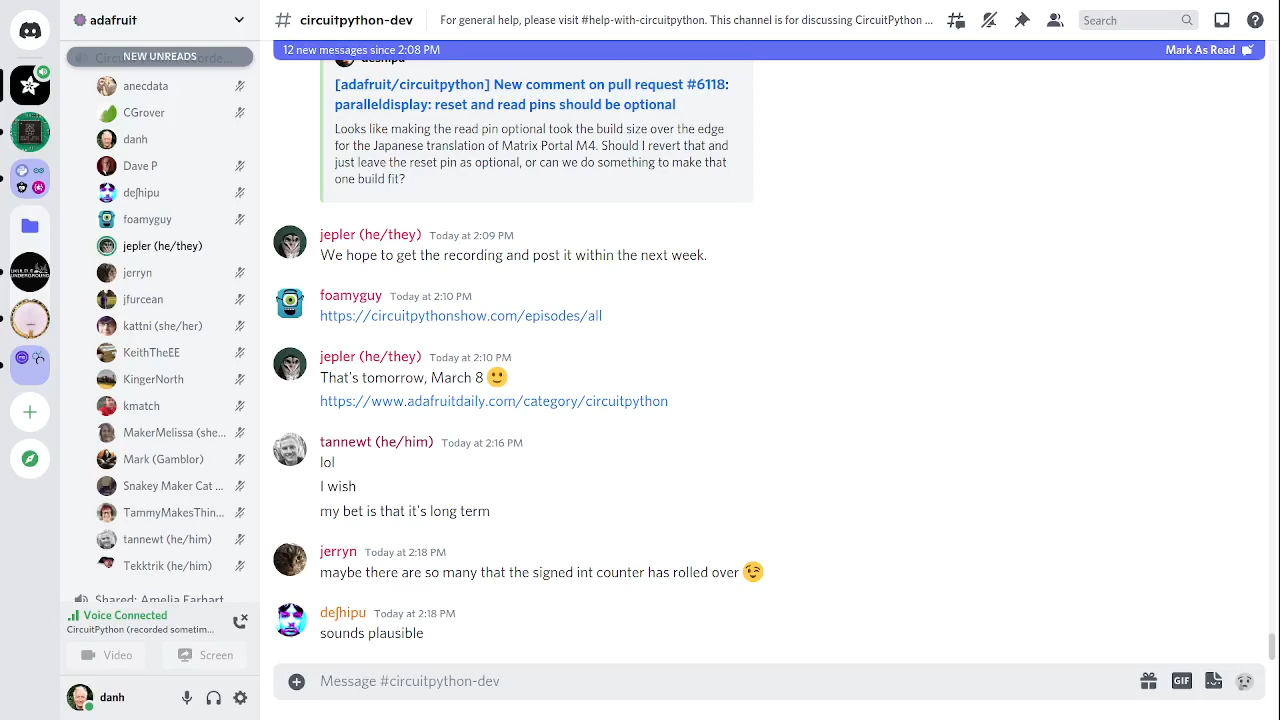 adafruit
circuitpython-dev
For general help, please visit #help-with-circuitpython. This channel is for discussing CircuitPython ...
Search
NEW UNREADS
12 new messages since 2:08 PM
Mark As Read
anecdata
CGrover
danh
Dave P
deʃhipu
foamyguy
jepler (he/they)
jerryn
jfurcean
kattni (she/her)
KeithTheEE
KingerNorth
kmatch
MakerMelissa (she...
Mark (Gamblor)
Snakey Maker Cat ...
TammyMakesThin...
tannewt (he/him)
Tekktrik (he/him)
Shared: Amelia Earhart
Voice Connected
CircuitPython (recorded sometim...
Video
Screen
danh
deshipu
[adafruit/circuitpython] New comment on pull request #6118:
paralleldisplay: reset and read pins should be optional
Looks like making the read pin optional took the build size over the edge
for the Japanese translation of Matrix Portal M4. Should I revert that and
just leave the reset pin as optional, or can we do something to make that
one build fit?
jepler (he/they) Today at 2:09 PM
We hope to get the recording and post it within the next week.
foamyguy Today at 2:10 PM
https://circuitpythonshow.com/episodes/all
jepler (he/they) Today at 2:10 PM
That's tomorrow, March 8
https://www.adafruitdaily.com/category/circuitpython
tannewt (he/him) Today at 2:16 PM
lol
I wish
my bet is that it's long term
jerryn Today at 2:18 PM
maybe there are so many that the signed int counter has rolled over
deʃhipu Today at 2:18 PM
sounds plausible
Message #circuitpython-dev
GIF